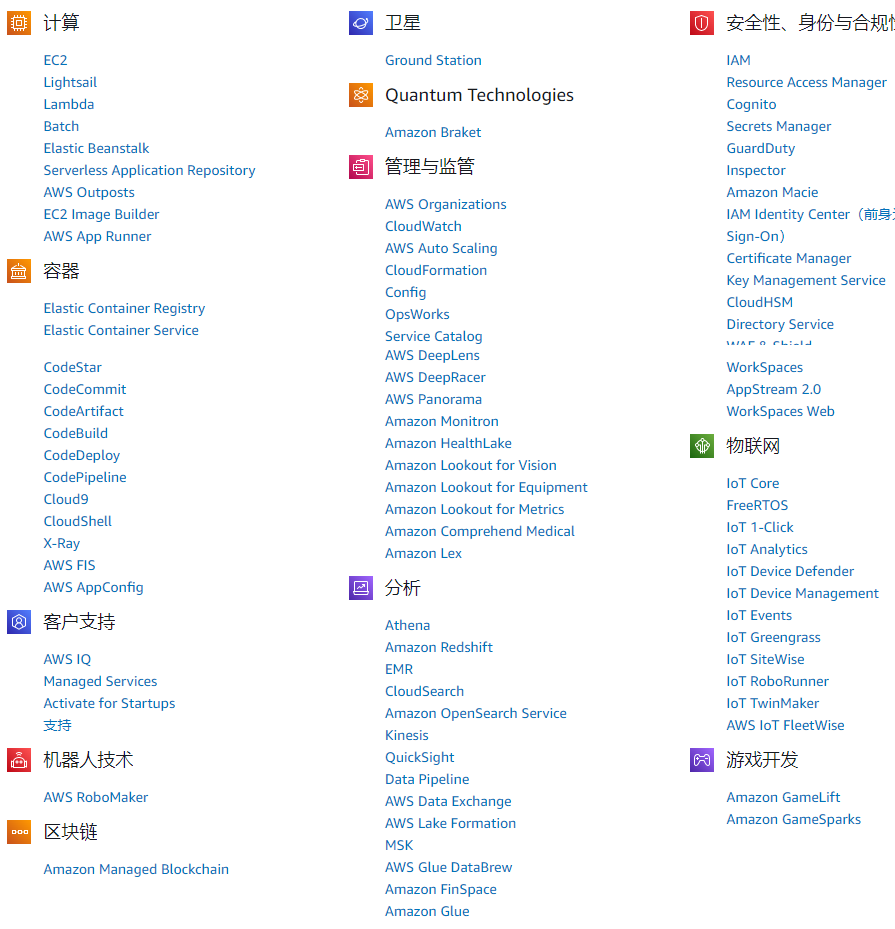 计算
EC2
Lightsail
Lambda
Batch
Elastic Beanstalk
Serverless Application Repository
AWS Outposts
EC2 Image Builder
AWS App Runner
容器
Elastic Container Registry
Elastic Container Service
CodeStar
CodeCommit
CodeArtifact
CodeBuild
CodeDeploy
CodePipeline
Cloud9
CloudShell
X-Ray
AWS FIS
AWS AppConfig
客户支持
AWS IQ
Managed Services
Activate for Startups
支持
机器人技术
AWS RoboMaker
区块链
Amazon Managed Blockchain
卫星
Ground Station
Quantum Technologies
Amazon Braket
管理与监管
AWS Organizations
CloudWatch
AWS Auto Scaling
CloudFormation
Config
OpsWorks
Service Catalog
AWS DeepLens
AWS DeepRacer
AWS Panorama
Amazon Monitron
Amazon HealthLake
Amazon Lookout for Vision
Amazon Lookout for Equipment
Amazon Lookout for Metrics
Amazon Comprehend Medical
Amazon Lex
分析
Athena
Amazon Redshift
EMR
CloudSearch
Amazon OpenSearch Service
Kinesis
QuickSight
Data Pipeline
AWS Data Exchange
AWS Lake Formation
MSK
AWS Glue DataBrew
Amazon FinSpace
Amazon Glue
安全性、身份与合规
IAM
Resource Access Manager
Cognito
Secrets Manager
GuardDuty
Inspector
Amazon Macie
IAM Identity Center（前身
Sign-On）
Certificate Manager
Key Management Service
CloudHSM
Directory Service
WAF & Shield
WorkSpaces
AppStream 2.0
WorkSpaces Web
物联网
IoT Core
FreeRTOS
IoT 1-Click
IoT Analytics
IoT Device Defender
IoT Device Management
IoT Events
IoT Greengrass
IoT SiteWise
IoT RoboRunner
IoT TwinMaker
AWS IoT FleetWise
游戏开发
Amazon GameLift
Amazon GameSparks